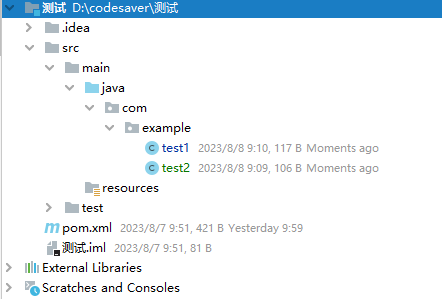 测试 D:\codesaver\测试
.idea
src
main
java
com
example
test1 2023/8/8 9:10, 117 B Moments ago
test2 2023/8/8 9:09, 106 B Moments ago
resources
test
pom.xml 2023/8/7 9:51, 421 B Yesterday 9:59
测试.iml 2023/8/7 9:51, 81 B
External Libraries
Scratches and Consoles